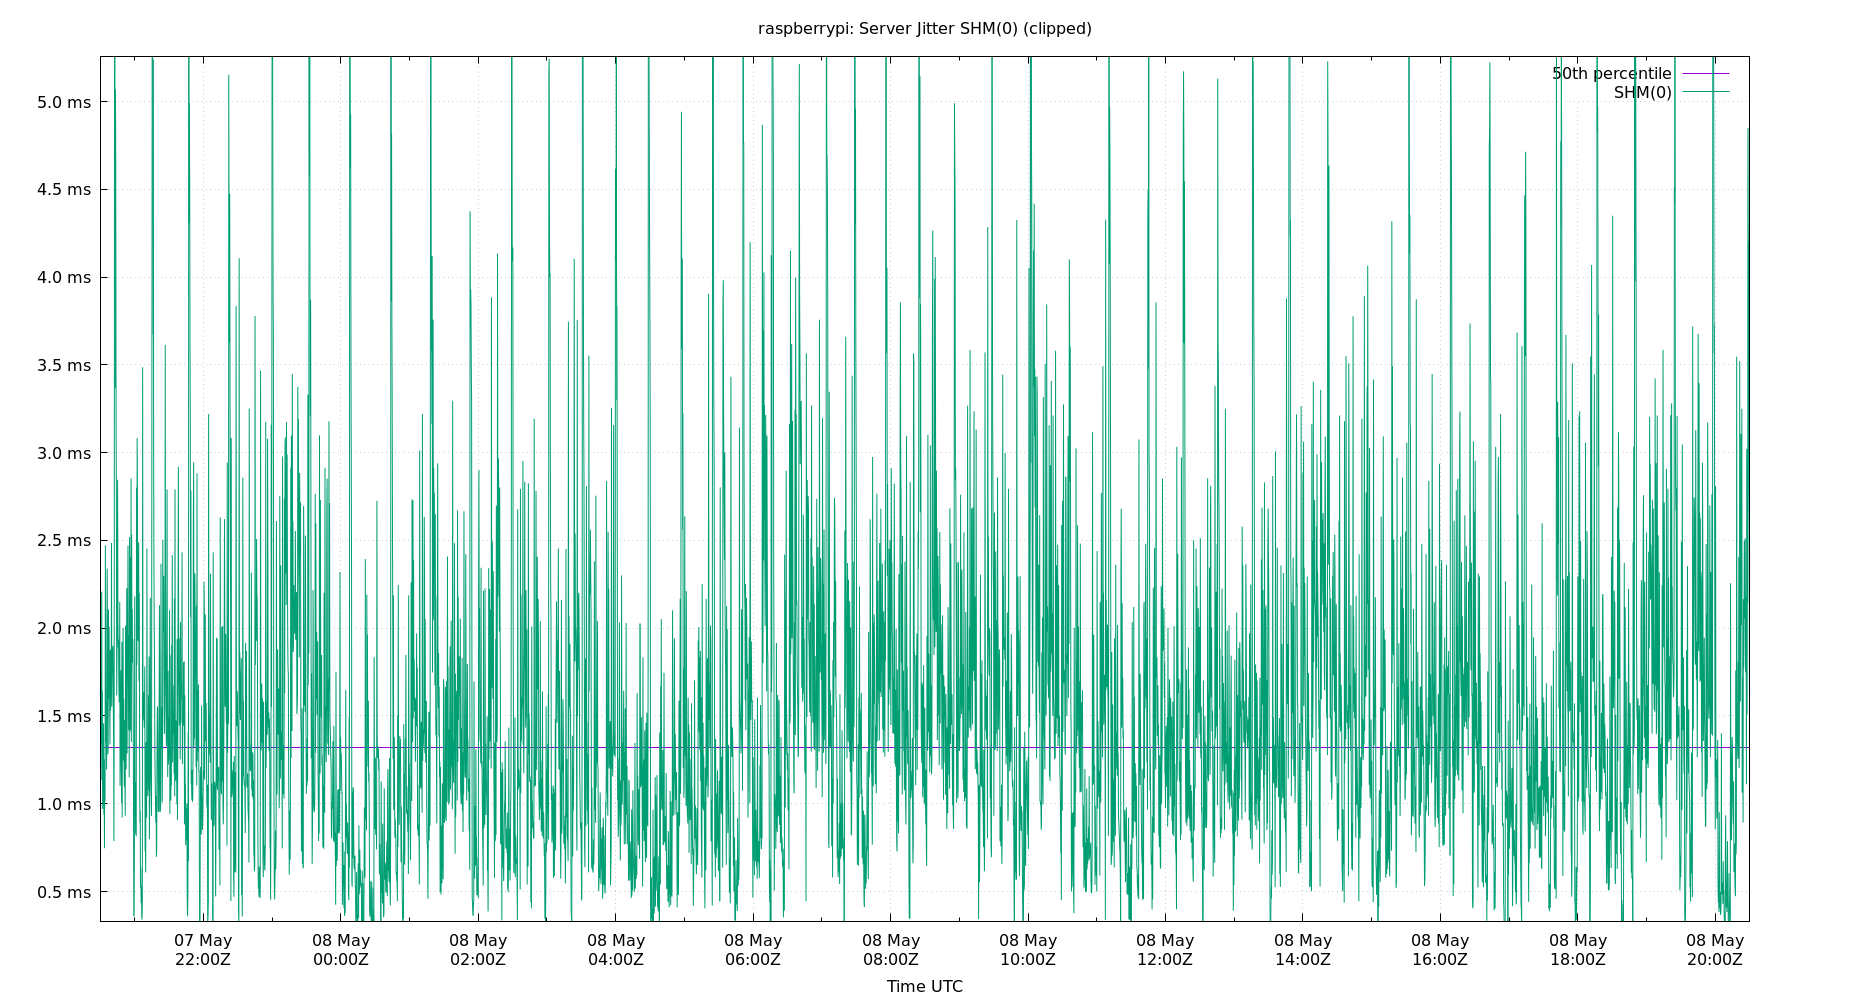 raspberrypi: Server Jitter SHM(0) (clipped)
50th percentile
SHM(0)
5.0 ms
4.5 ms
4.0 ms
3.5 ms
3.0 ms
2.5 ms
2.0 ms
1.5 ms
1.0 ms
0.5 ms
07 May 08 May 08 May 08 May 08 May 08 May 08 May 08 May 08 May 08 May 08 May 08 May
22:00Z 00:00Z 02:00Z 04:00Z 06:00Z 08:00Z 10:00Z 12:00Z 14:00Z 16:00Z 18:00Z 20:00Z
Time UTC